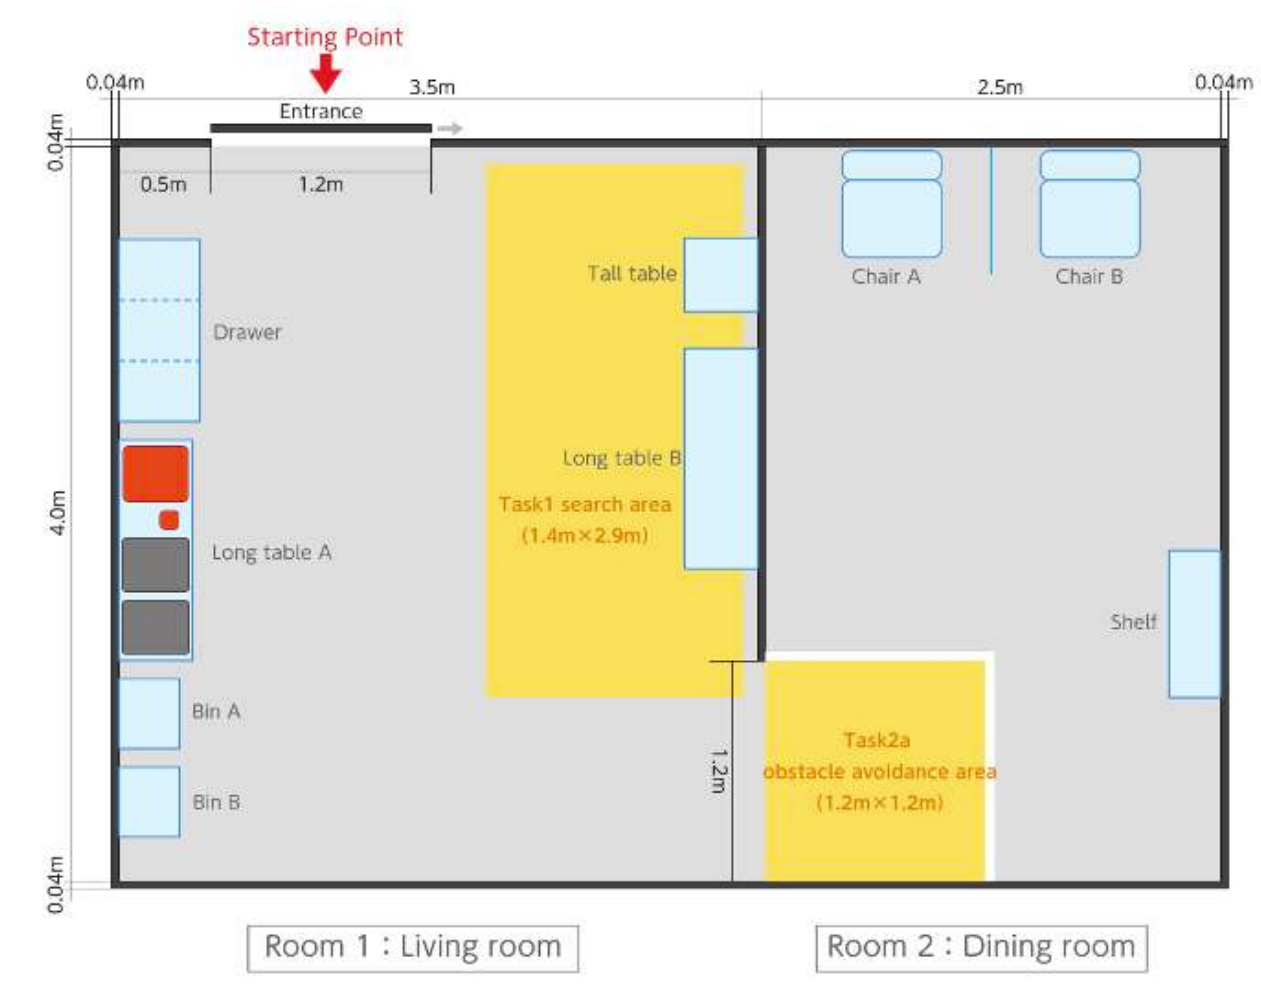 Starting Point
0.04m
3.5m
2.5m
0.04m
Entrance
0.04m
0.5m
1.2m
Chair A
Chair B
Tall table
Drawer
Long table B
Task1 search area
(1.4m×2.9m)
4.0m
Long table A
Shelf
Bin A
Task2a
1.2m
obstacle avoidance area
(1.2m×1.2m)
Bin B
0.04m
Room 1 : Living room
Room 2 : Dining room